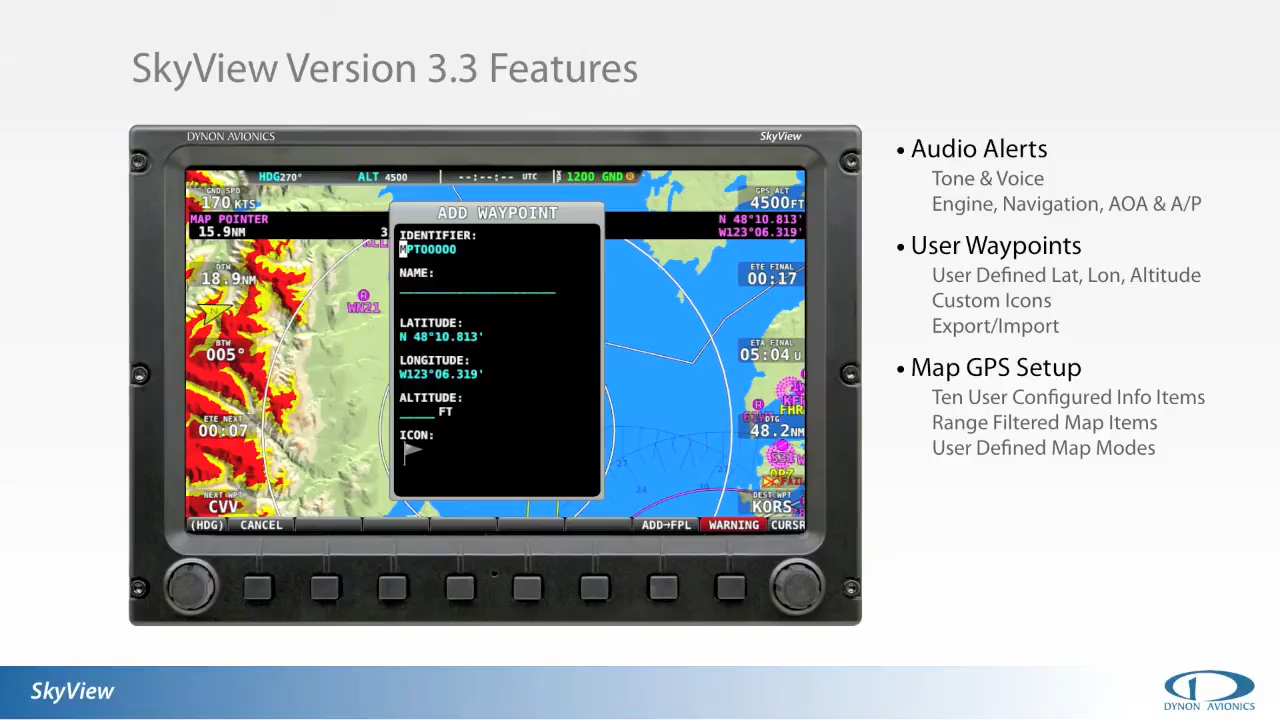 SkyView Version 3.3 Features
DYNON AVIONICS
SkyView
HDG270° ALT 4500 --:--:-- UTC 1200 GND
GND SPD
170 KTS
GPS ALT
4500FT
MAP POINTER
15.9NM
N 48°10.813'
W123°06.319'
ADD WAYPOINT
IDENTIFIER:
MPT00000
NAME:
LATITUDE:
N 48°10.813'
LONGITUDE:
W123°06.319'
ALTITUDE:
FT
ICON:
DTW
18.9NM
N
WN21
BTW
005°
ETE NEXT
00:07
NEXT WPT
CVV
ETE FINAL
00:17
ETA FINAL
05:04 U
DTG
48.2NM
DEST WPT
KORS
27
24
(HDG) CANCEL ADD→FPL WARNING CURSR
• Audio Alerts
Tone & Voice
Engine, Navigation, AOA & A/P
• User Waypoints
User Defined Lat, Lon, Altitude
Custom Icons
Export/Import
• Map GPS Setup
Ten User Configured Info Items
Range Filtered Map Items
User Defined Map Modes
SkyView
DYNON AVIONICS